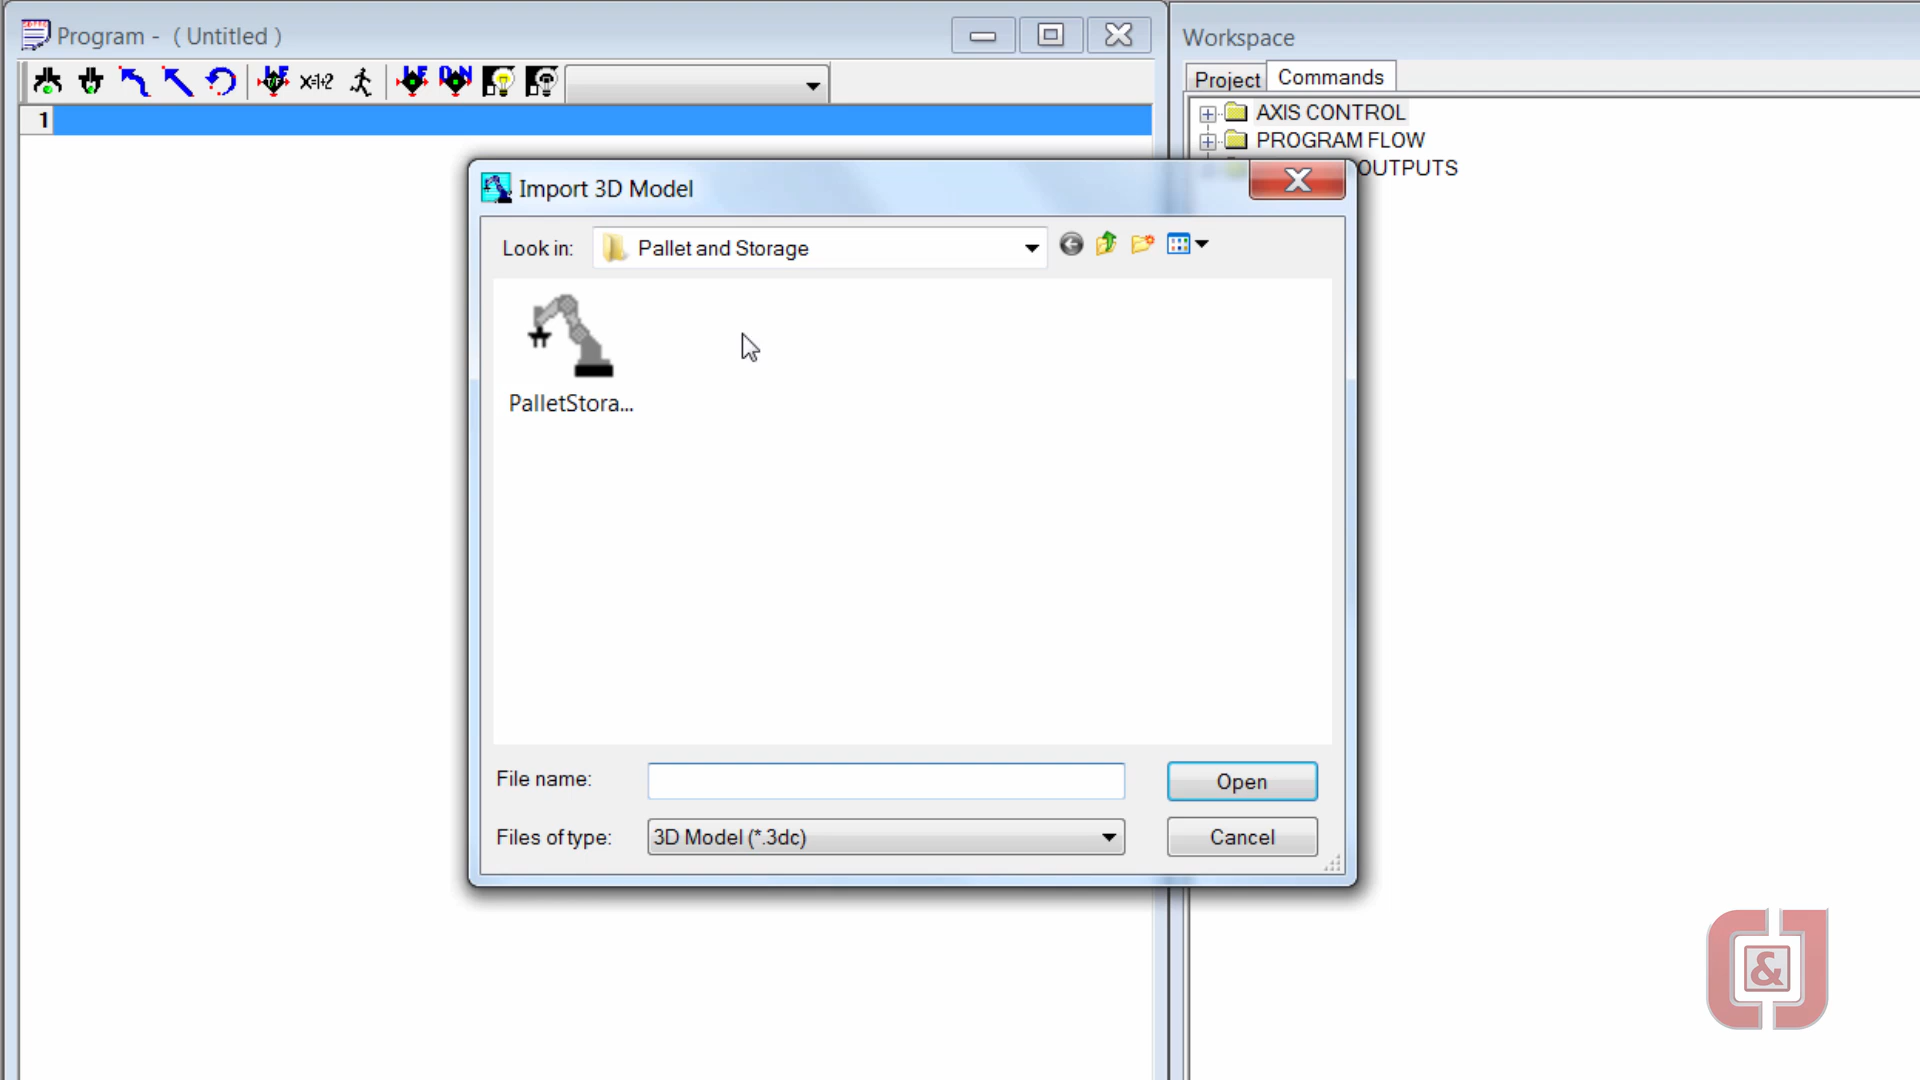 Program - ( Untitled )
Workspace
Project
Commands
X=1+2
1
AXIS CONTROL
PROGRAM FLOW
OUTPUTS
Import 3D Model
Look in:
Pallet and Storage
PalletStora...
File name:
Open
Files of type:
3D Model (*.3dc)
Cancel
&